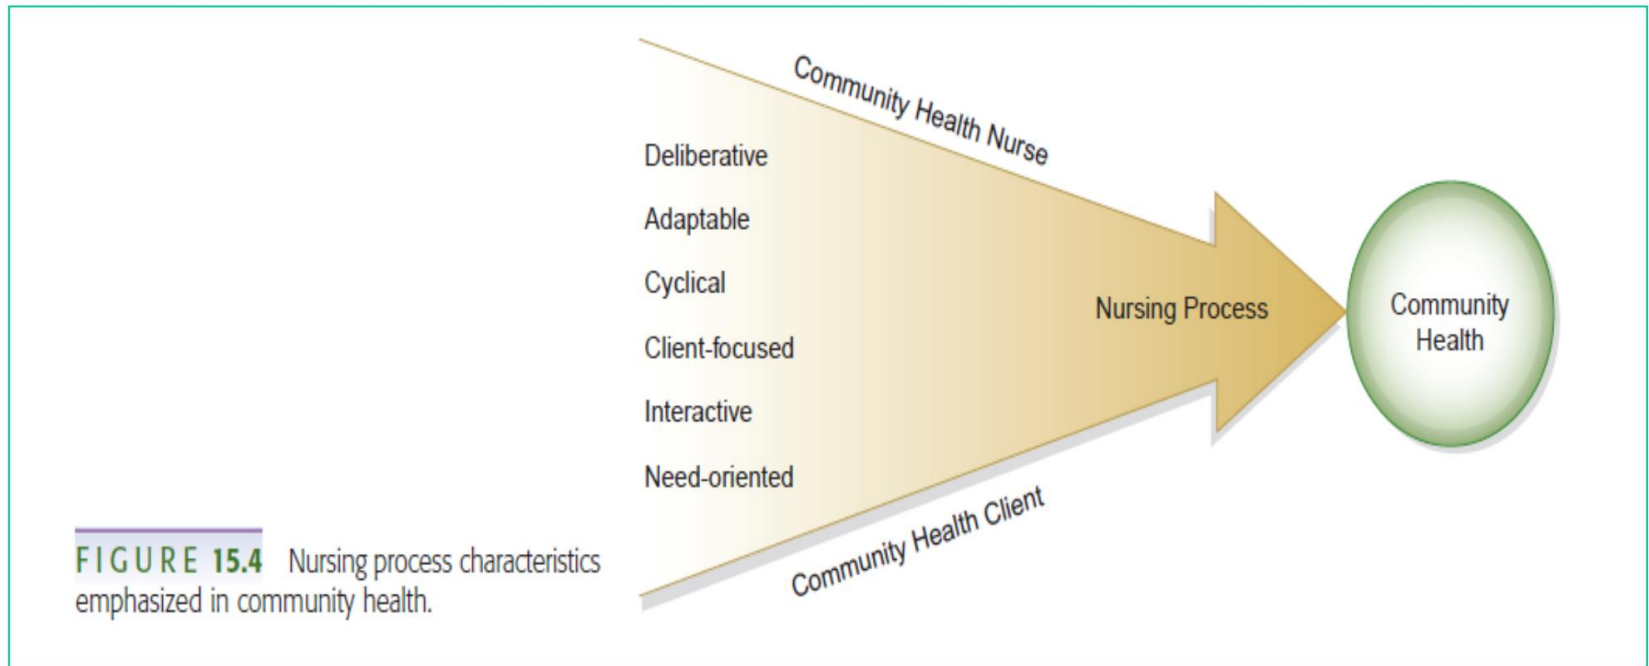 Community Health Nurse
Deliberative
Adaptable
Cyclical
Client-focused
Interactive
Need-oriented
Nursing Process
Community
Health
Community Health Client
FIGURE 15.4 Nursing process characteristics
emphasized in community health.